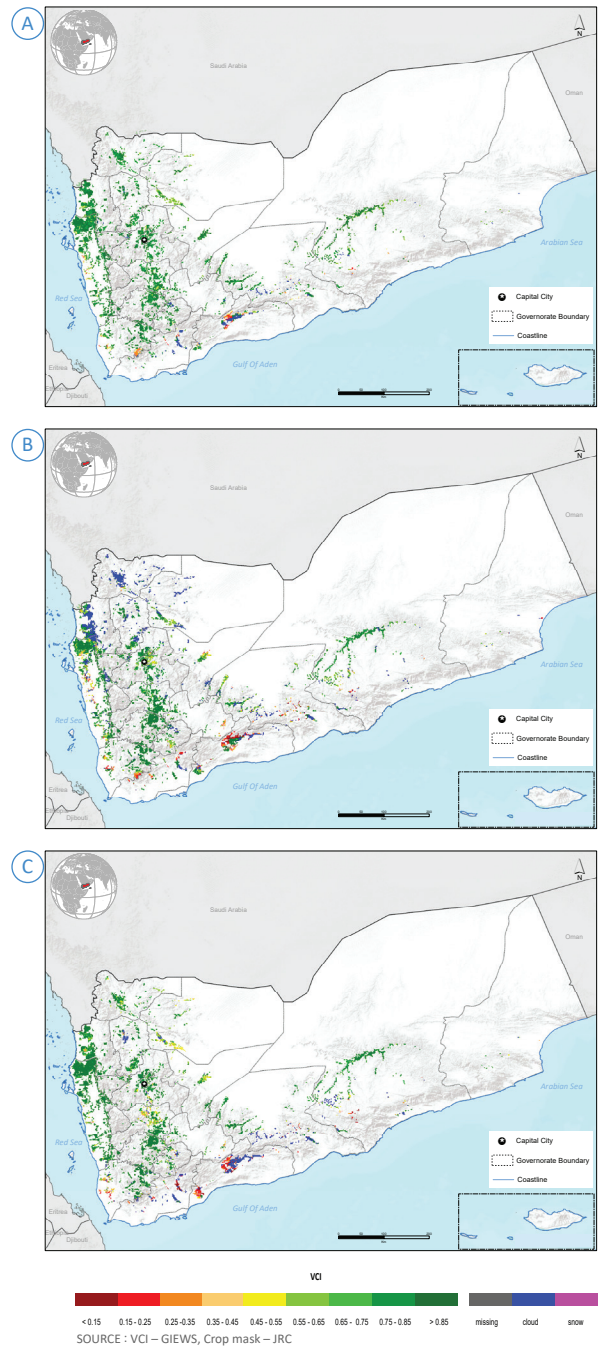 A
N
Saudi Arabia
Oman
Arabian Sea
Red Sea
Capital City
Governorate Boundary
Coastline
Eritrea
Gulf Of Aden
Ethiopia
Djibouti
B
N
Saudi Arabia
Oman
Arabian Sea
Red Sea
Capital City
Governorate Boundary
Coastline
Eritrea
Gulf Of Aden
Ethiopia
Djibouti
C
N
Saudi Arabia
Oman
Arabian Sea
Red Sea
Capital City
Governorate Boundary
Coastline
Eritrea
Gulf Of Aden
Ethiopia
Djibouti
VCI
< 0.15 0.15 - 0.25 0.25-0.35 0.35 - 0.45 0.45 - 0.55 0.55 - 0.65 0.65 - 0.75 0.75 - 0.85 > 0.85 missing cloud snow
SOURCE : VCI – GIEWS, Crop mask – JRC